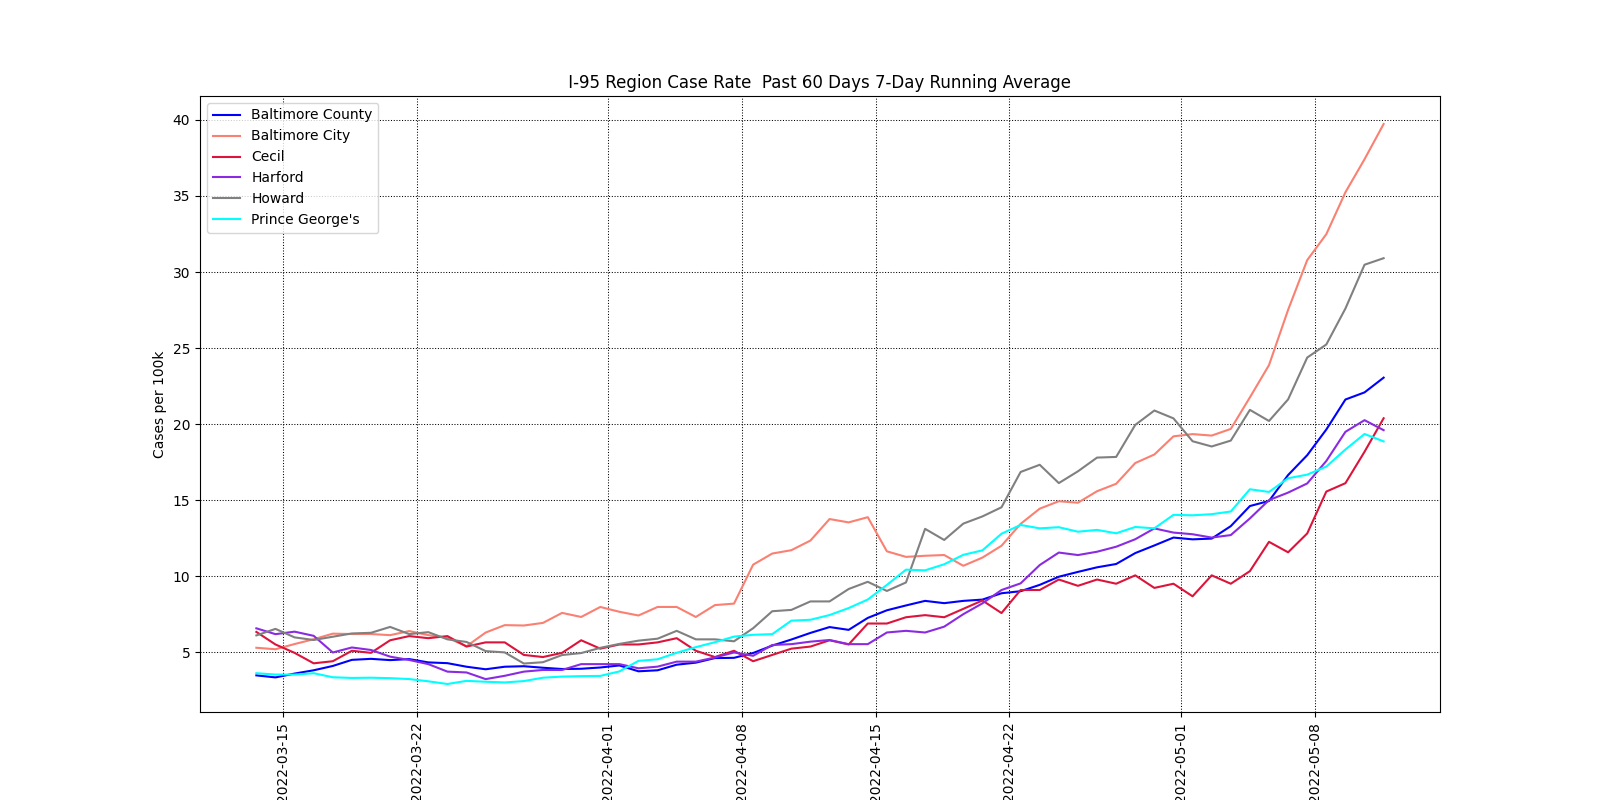 I-95 Region Case Rate  Past 60 Days 7-Day Running Average
Baltimore County
Baltimore City
Cecil
Harford
Howard
Prince George's
Cases per 100k
40
35
30
25
20
15
10
5
2022-03-15
2022-03-22
2022-04-01
2022-04-08
2022-04-15
2022-04-22
2022-05-01
2022-05-08